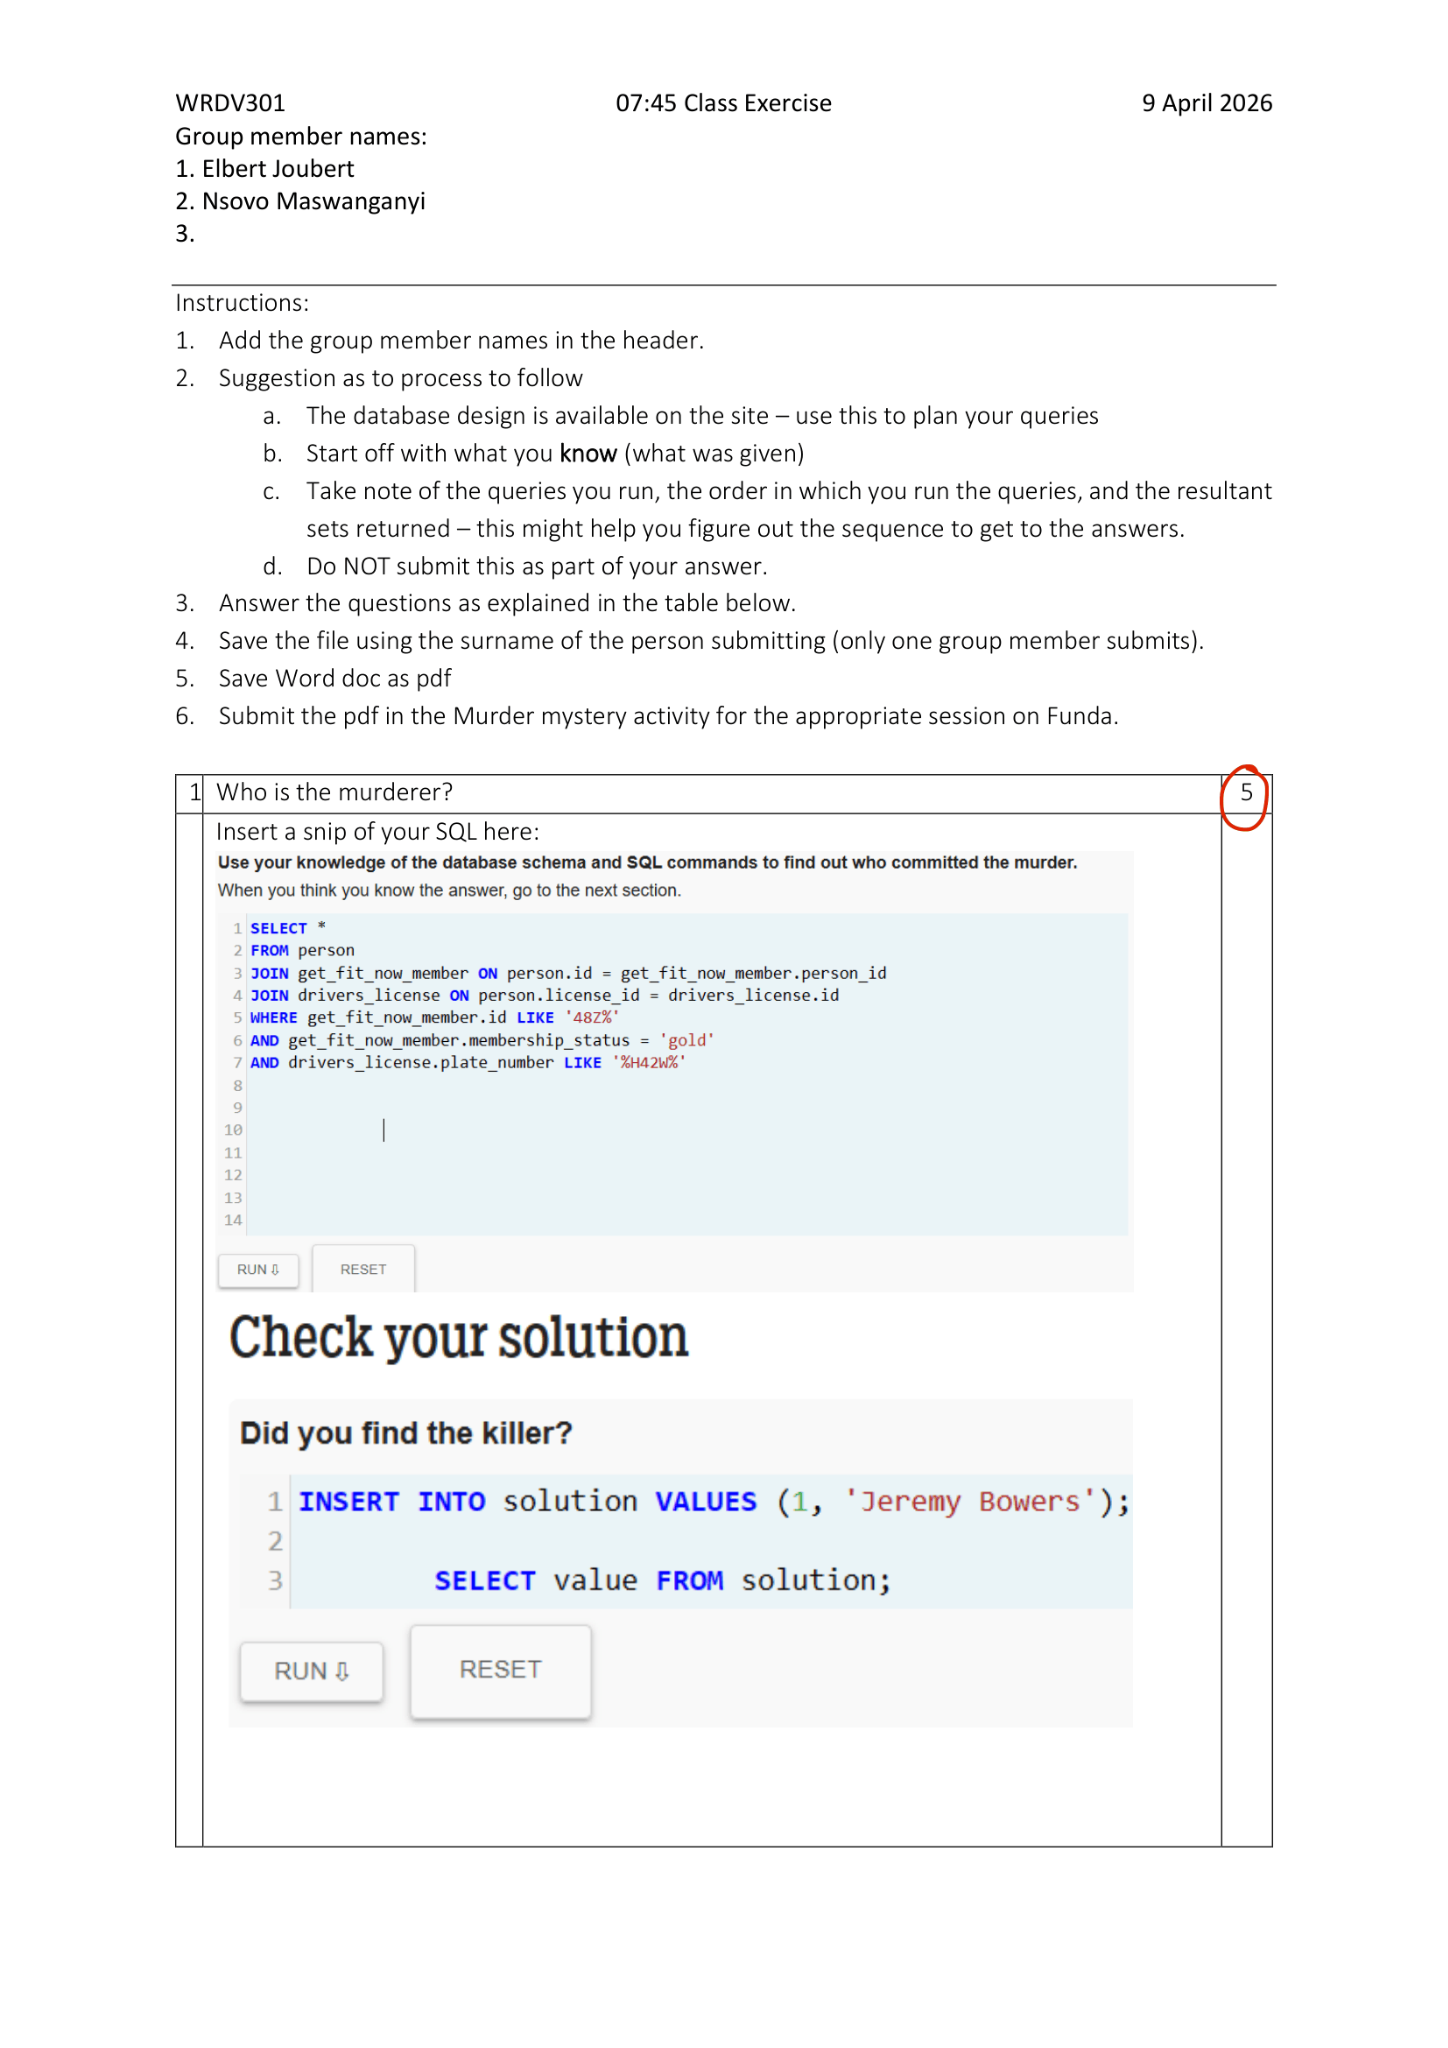 WRDV301 07:45 Class Exercise 9 April 2026
Group member names:
1. Elbert Joubert
2. Nsovo Maswanganyi
3.
Instructions:
1. Add the group member names in the header.
2. Suggestion as to process to follow
a. The database design is available on the site – use this to plan your queries
b. Start off with what you know (what was given)
c. Take note of the queries you run, the order in which you run the queries, and the resultant
sets returned – this might help you figure out the sequence to get to the answers.
d. Do NOT submit this as part of your answer.
3. Answer the questions as explained in the table below.
4. Save the file using the surname of the person submitting (only one group member submits).
5. Save Word doc as pdf
6. Submit the pdf in the Murder mystery activity for the appropriate session on Funda.
1 Who is the murderer? 5
Insert a snip of your SQL here:
Use your knowledge of the database schema and SQL commands to find out who committed the murder.
When you think you know the answer, go to the next section.
1 SELECT *
2 FROM person
3 JOIN get_fit_now_member ON person.id = get_fit_now_member.person_id
4 JOIN drivers_license ON person.license_id = drivers_license.id
5 WHERE get_fit_now_member.id LIKE '48Z%'
6 AND get_fit_now_member.membership_status = 'gold'
7 AND drivers_license.plate_number LIKE '%H42W%'
8
9
10
11
12
13
14
RUN ⇩ RESET
Check your solution
Did you find the killer?
1 INSERT INTO solution VALUES (1, 'Jeremy Bowers');
2
3 SELECT value FROM solution;
RUN ⇩ RESET